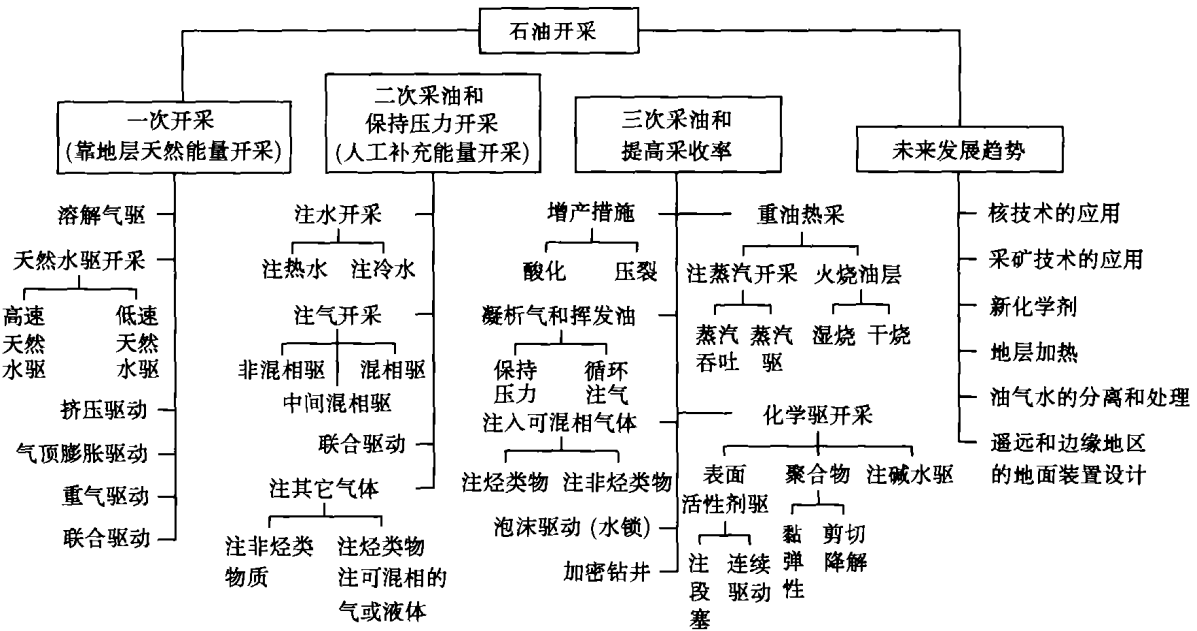 石油开采
一次开采
(靠地层天然能量开采)
溶解气驱
天然水驱开采
高速
天然
水驱
低速
天然
水驱
挤压驱动
气顶膨胀驱动
重气驱动
联合驱动
二次采油和
保持压力开采
(人工补充能量开采)
注水开采
注热水
注冷水
注气开采
非混相驱
混相驱
中间混相驱
联合驱动
注其它气体
注非烃类
物质
注烃类物
注可混相的
气或液体
三次采油和
提高采收率
增产措施
酸化
压裂
凝析气和挥发油
保持
压力
循环
注气
注入可混相气体
注烃类物
注非烃类物
泡沫驱动(水锁)
加密钻井
重油热采
注蒸汽开采
火烧油层
蒸汽
吞吐
蒸汽
驱
湿烧
干烧
化学驱开采
表面
活性剂驱
聚合物
注碱水驱
注
段
塞
连续
驱动
黏
弹
性
剪切
降解
未来发展趋势
核技术的应用
采矿技术的应用
新化学剂
地层加热
油气水的分离和处理
遥远和边缘地区
的地面装置设计